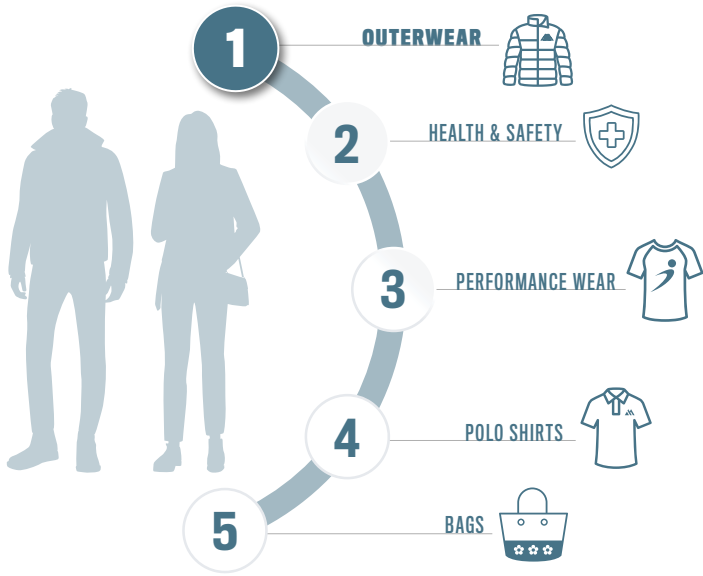 1 OUTERWEAR
2 HEALTH & SAFETY
3 PERFORMANCE WEAR
4 POLO SHIRTS
5 BAGS